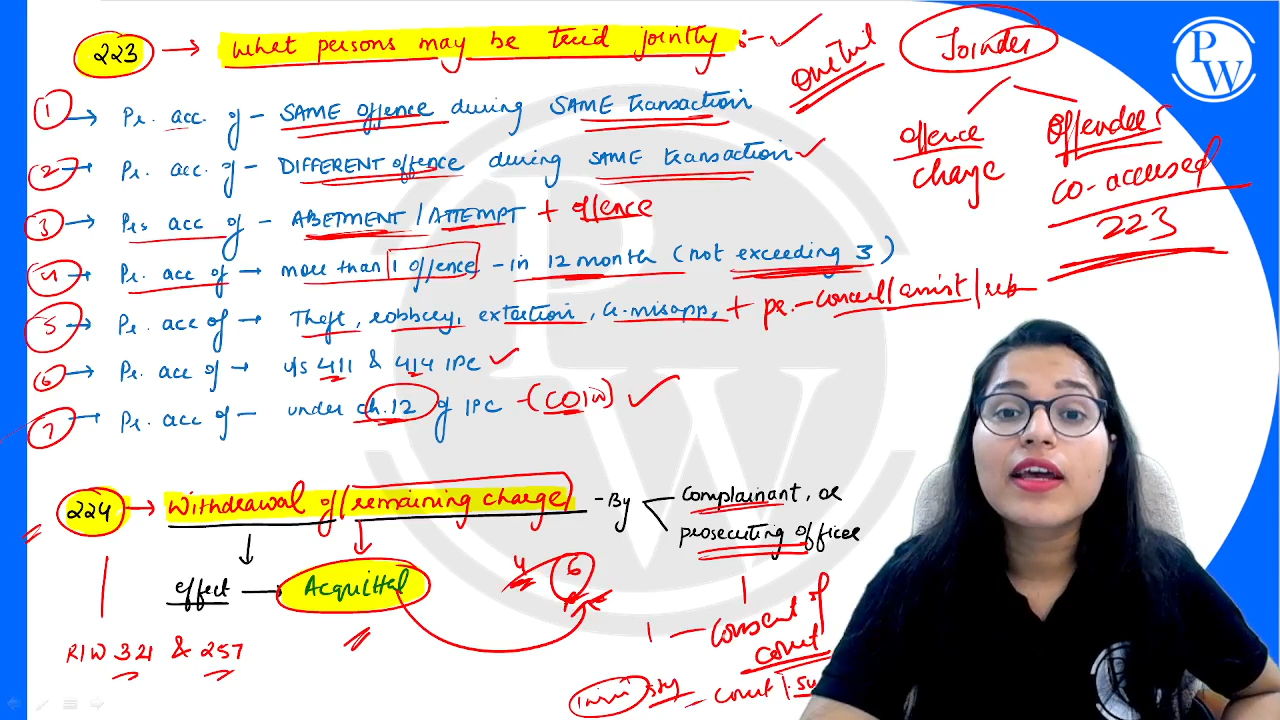 223 → What persons may be tried jointly :-
One trial
Joinder
offence
charge
Offender
co-accused
223
PW
1 → Pr. acc. of - SAME offence during SAME transaction
2 → Pr. acc. of - DIFFERENT offence during SAME transaction
3 → Prs acc of - ABETMENT / ATTEMPT + offence
4 → Pr. acc of → more than 1 offence - in 12 month (not exceeding 3)
5 → Pr. acc of → Theft, robbery, extortion, cr. misapp, + pr. - conceal / assist /
6 → Pr. acc of → u/s 411 & 414 IPC
7 → Pr. acc of - under ch. 12 of IPC - (COIN)
224 → Withdrawal of remaining charge - By
complainant, or
prosecuting officer
effect → Acquittal
4 6
R/W 321 & 257
1 - consent of
court